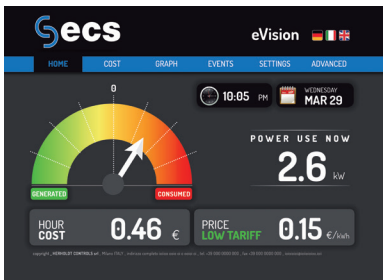 Secs eVision
HOME COST GRAPH EVENTS SETTINGS ADVANCED
0
10:05 PM
WEDNESDAY
MAR 29
POWER USE NOW
2.6 kW
GENERATED
CONSUMED
HOUR
COST
0.46 €
PRICE
LOW TARIFF
0.15 €/kWh